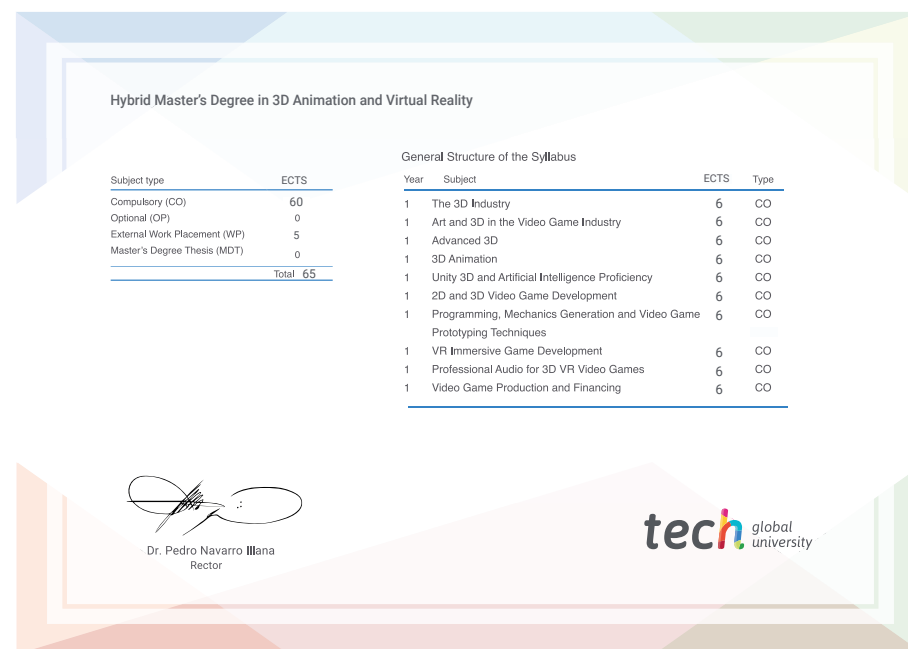 Hybrid Master's Degree in 3D Animation and Virtual Reality
Subject type ECTS
Compulsory (CO) 60
Optional (OP) 0
External Work Placement (WP) 5
Master's Degree Thesis (MDT) 0
Total 65
General Structure of the Syllabus
Year Subject ECTS Type
1 The 3D Industry 6 CO
1 Art and 3D in the Video Game Industry 6 CO
1 Advanced 3D 6 CO
1 3D Animation 6 CO
1 Unity 3D and Artificial Intelligence Proficiency 6 CO
1 2D and 3D Video Game Development 6 CO
1 Programming, Mechanics Generation and Video Game 6 CO
Prototyping Techniques
1 VR Immersive Game Development 6 CO
1 Professional Audio for 3D VR Video Games 6 CO
1 Video Game Production and Financing 6 CO
Dr. Pedro Navarro Illana
Rector
tech global
university